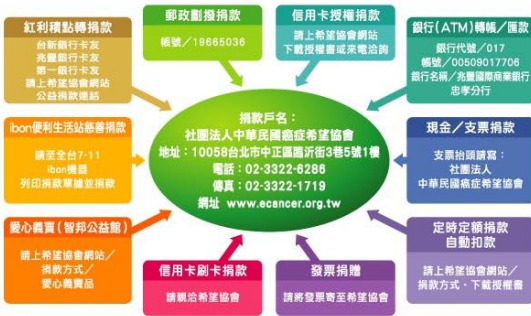 紅利積點轉捐款
台新銀行卡友
兆豐銀行卡友
第一銀行卡友
請上希望協會網站
公益捐款連結
郵政劃撥捐款
帳號／19665036
信用卡授權捐款
請上希望協會網站
下載授權書或來電洽詢
銀行（ATM）轉帳／匯款
銀行代號／017
帳號／00509017706
銀行名稱／兆豐國際商業銀行
忠孝分行
ibon便利生活站慈善捐款
請至全台7-11
ibon機器
列印捐款單據並捐款
捐款戶名：
社團法人中華民國癌症希望協會
地址：10058台北市中正區臨沂街3巷5號1樓
電話：02-3322-6286
傳真：02-3322-1719
網址 www.ecancer.org.tw
現金／支票捐款
支票抬頭請寫：
社團法人
中華民國癌症希望協會
愛心義賣（智邦公益館）
請上希望協會網站／
捐款方式／
愛心義賣品
信用卡刷卡捐款
請親洽希望協會
發票捐贈
請將發票寄至希望協會
定時定額捐款
自動扣款
請上希望協會網站／
捐款方式，下載授權書